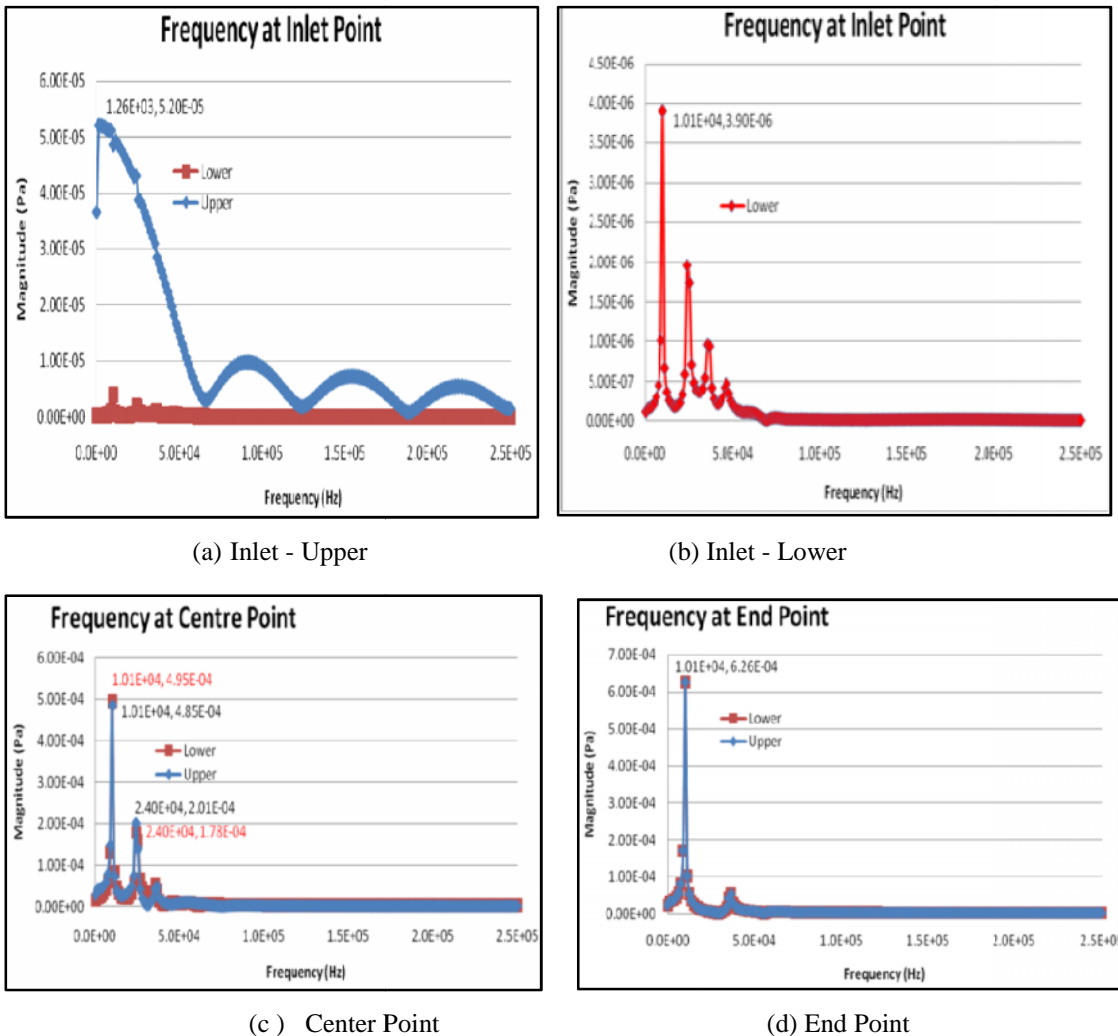 Frequency at Inlet Point
6.00E-05
5.00E-05
4.00E-05
3.00E-05
2.00E-05
1.00E-05
0.00E+00
Magnitude (Pa)
1.26E+03,5.20E-05
Lower
Upper
0.0E+00 5.0E+04 1.0E+05 1.5E+05 2.0E+05 2.5E+05
Frequency (Hz)
(a) Inlet - Upper
Frequency at Inlet Point
4.50E-06
4.00E-06
3.50E-06
3.00E-06
2.50E-06
2.00E-06
1.50E-06
1.00E-06
5.00E-07
0.00E+00
Magnitude (Pa)
1.01E+04,3.90E-06
Lower
0.0E+00 5.0E+04 1.0E+05 1.5E+05 2.0E+05 2.5E+05
Frequency (Hz)
(b) Inlet - Lower
Frequency at Centre Point
6.00E-04
5.00E-04
4.00E-04
3.00E-04
2.00E-04
1.00E-04
0.00E+00
Magnitude (Pa)
1.01E+04,4.95E-04
1.01E+04,4.85E-04
Lower
Upper
2.40E+04,2.01E-04
2.40E+04,1.78E-04
0.0E+00 5.0E+04 1.0E+05 1.5E+05 2.0E+05 2.5E+05
Frequency (Hz)
(c ) Center Point
Frequency at End Point
7.00E-04
6.00E-04
5.00E-04
4.00E-04
3.00E-04
2.00E-04
1.00E-04
0.00E+00
Magnitude (Pa)
1.01E+04,6.26E-04
Lower
Upper
0.0E+00 5.0E+04 1.0E+05 1.5E+05 2.0E+05 2.5E+05
Frequency (Hz)
(d) End Point